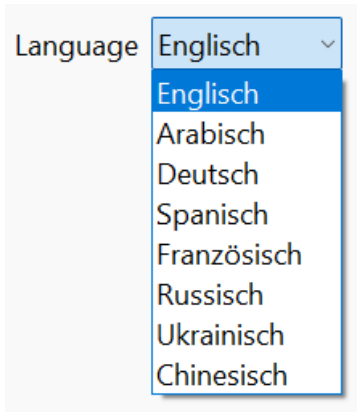 Language Englisch
Englisch
Arabisch
Deutsch
Spanisch
Französisch
Russisch
Ukrainisch
Chinesisch